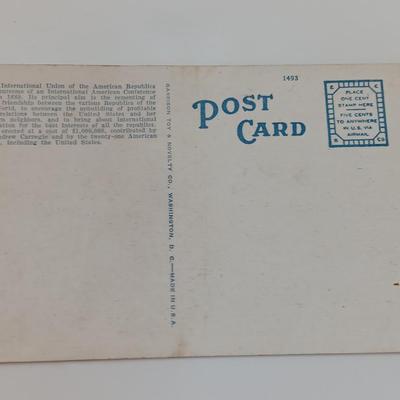 International Union of the American Republics
outcome of an International American Conference
1889. Its principal aim is the cementing of
friendship between the various Republics of the
World, to encourage the upbuilding of profitable
relations between the United States and her
neighbors, and to bring about international
for the best interests of all the republics.
erected at a cost of $1,000,000, contributed by
Andrew Carnegie and by the twenty-one American
including the United States.
GARRISON TOY & NOVELTY CO., WASHINGTON, D. C.—MADE IN U.S.A.
1493
POST
CARD
PLACE
ONE CENT
STAMP HERE
FIVE CENTS
TO ANYWHERE
IN U.S. VIA
AIRMAIL